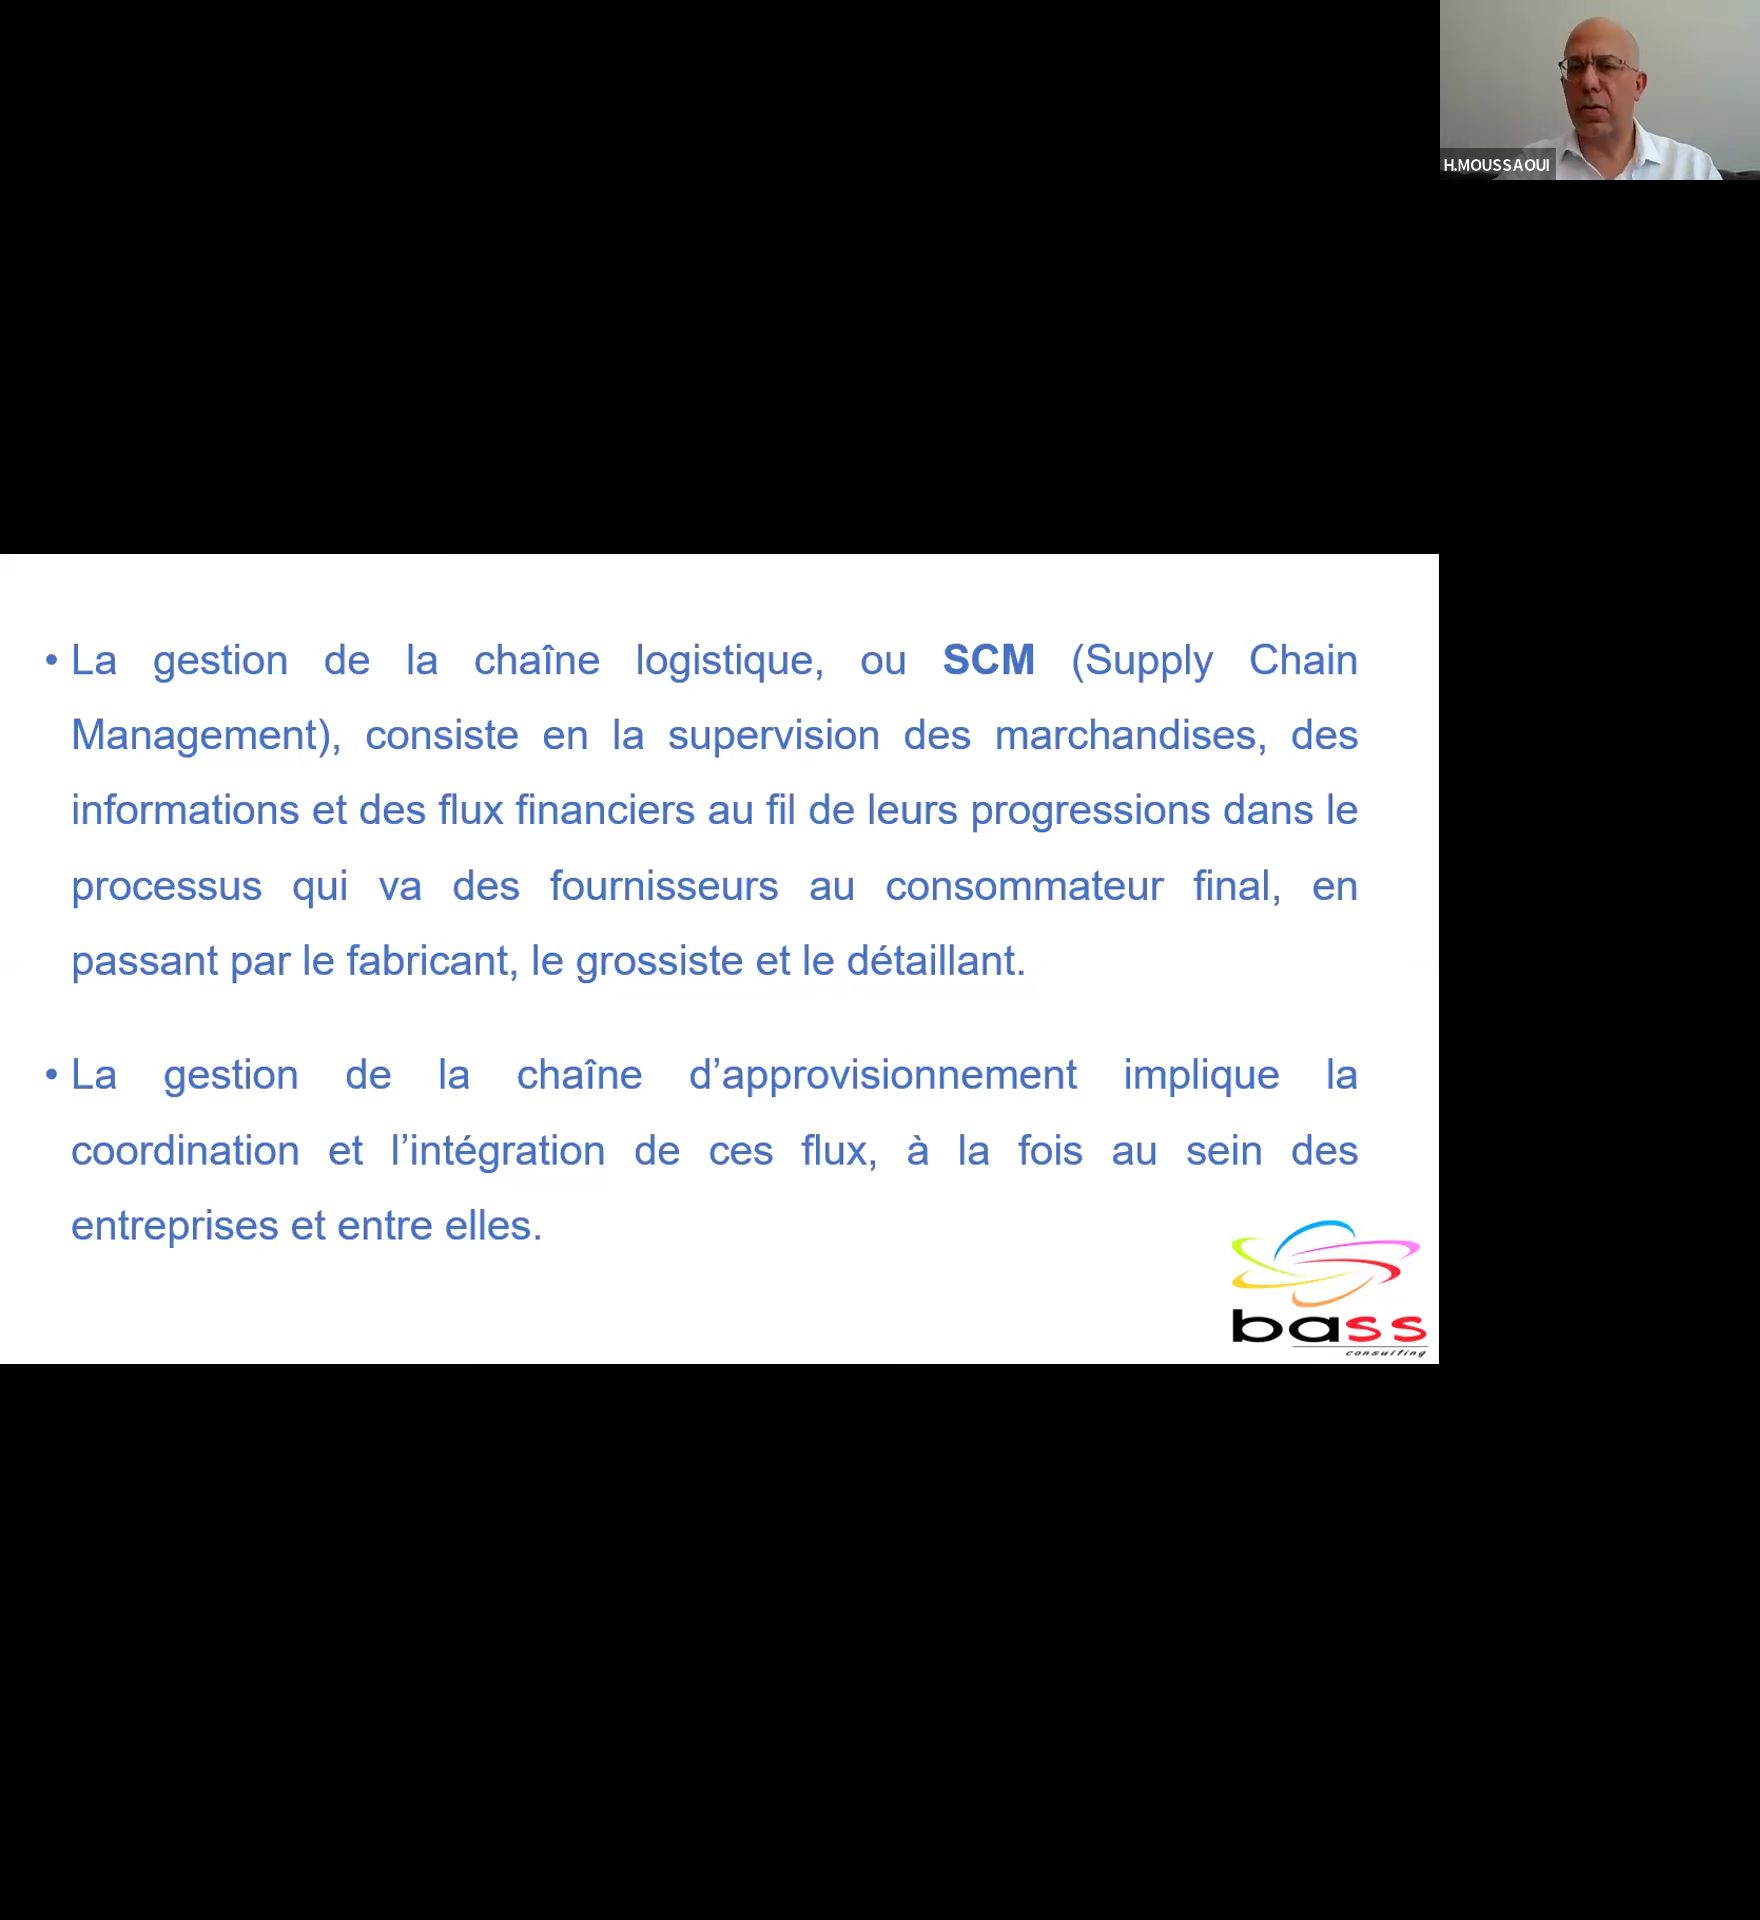 H.MOUSSAOUI
• La gestion de la chaîne logistique, ou SCM (Supply Chain
Management), consiste en la supervision des marchandises, des
informations et des flux financiers au fil de leurs progressions dans le
processus qui va des fournisseurs au consommateur final, en
passant par le fabricant, le grossiste et le détaillant.
• La gestion de la chaîne d’approvisionnement implique la
coordination et l’intégration de ces flux, à la fois au sein des
entreprises et entre elles.
bass
consulting